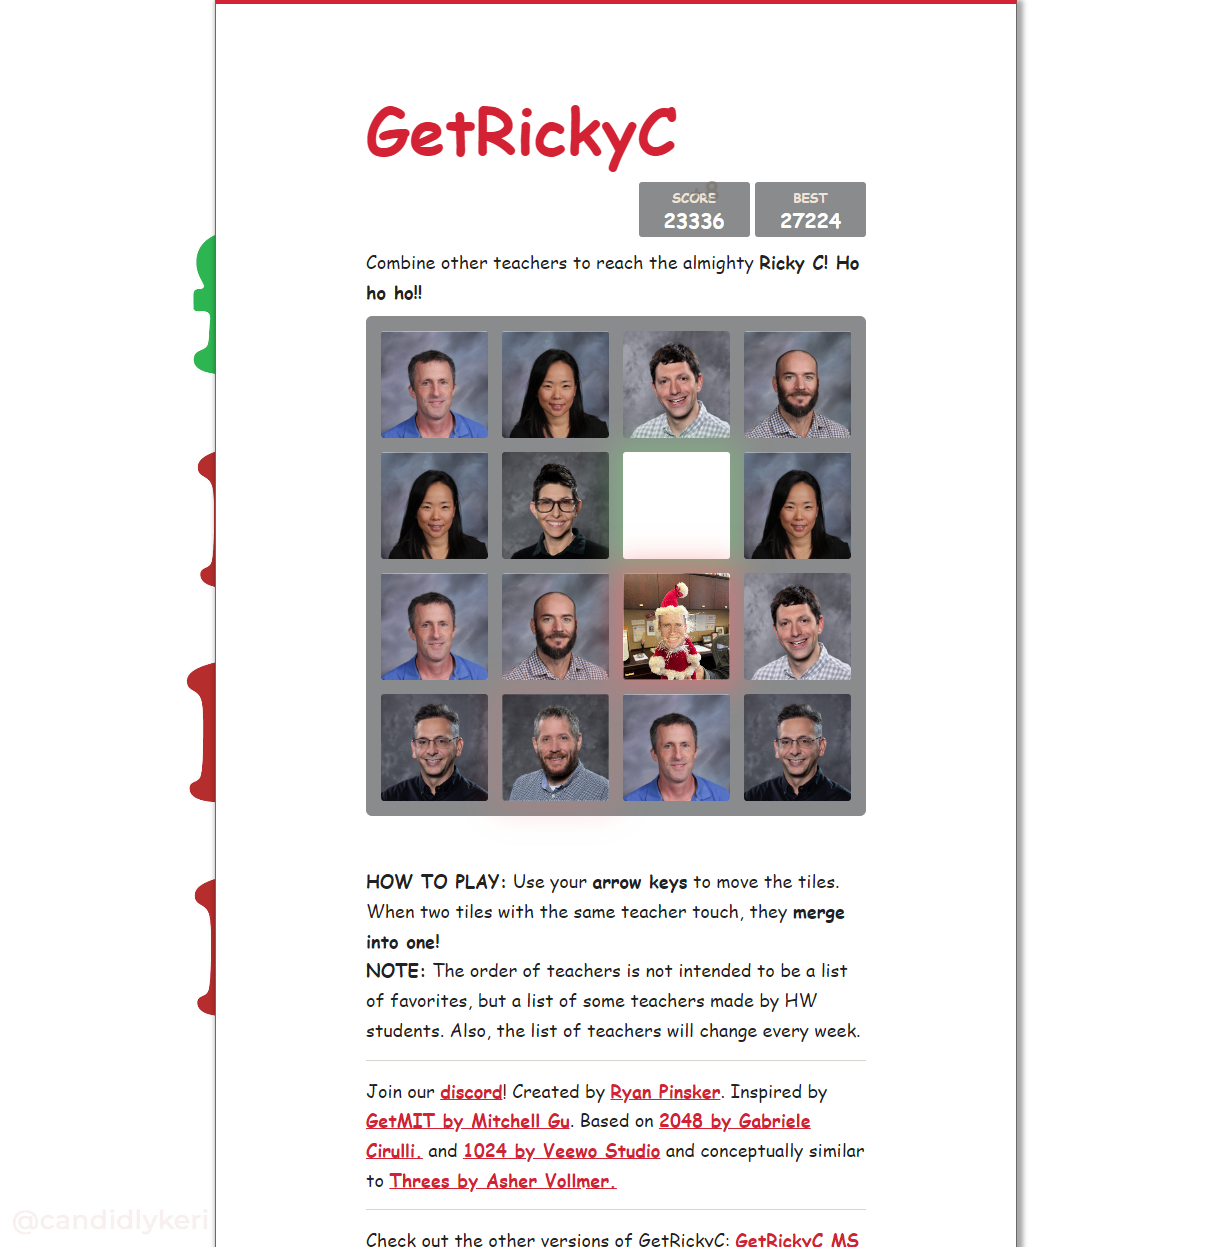 GetRickyC
SCORE
23336
BEST
27224
Combine other teachers to reach the almighty Ricky C! Ho
ho ho!!
HOW TO PLAY: Use your arrow keys to move the tiles.
When two tiles with the same teacher touch, they merge
into one!
NOTE: The order of teachers is not intended to be a list
of favorites, but a list of some teachers made by HW
students. Also, the list of teachers will change every week.
Join our discord! Created by Ryan Pinsker. Inspired by
GetMIT by Mitchell Gu. Based on 2048 by Gabriele
Cirulli. and 1024 by Veewo Studio and conceptually similar
to Threes by Asher Vollmer.
Check out the other versions of GetRickyC: GetRickyC MS
@candidlykeri